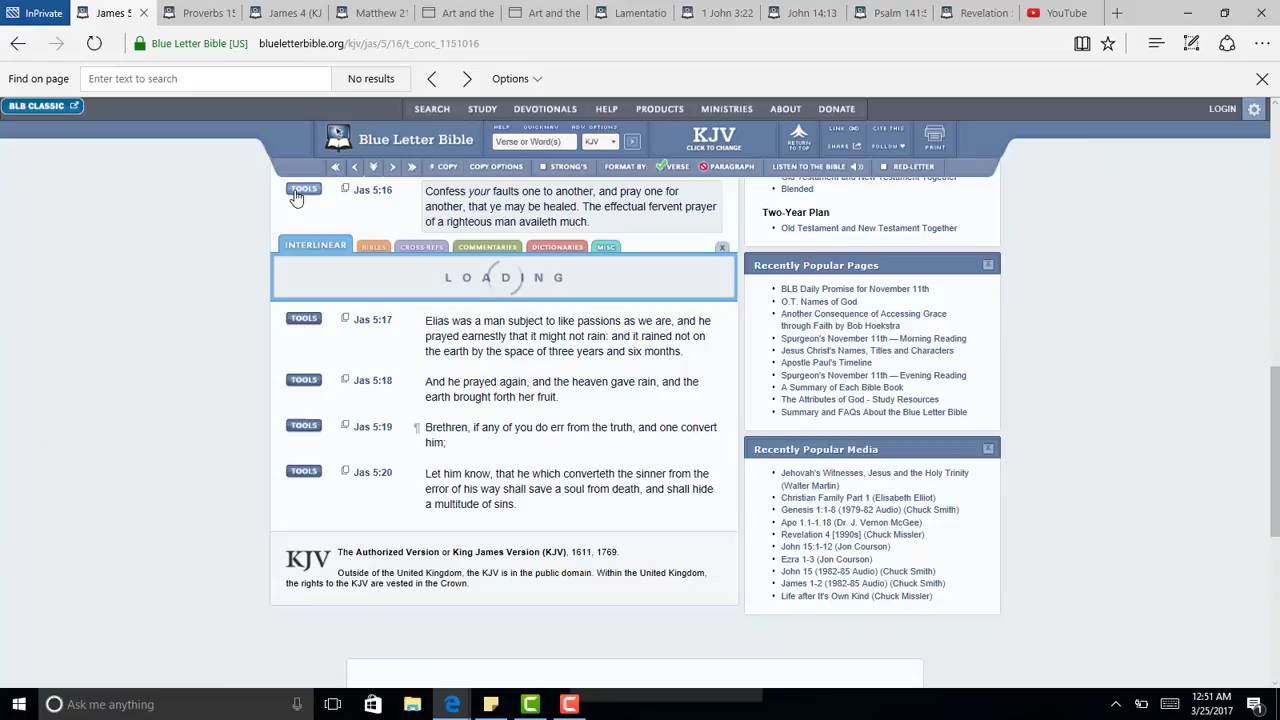 InPrivate
James 5
Proverbs 15
James 4 (KJ
Matthew 21
Art and the
Art and the
Lamentatio
1 John 3:22
John 14:13
Psalm 141:5
Revelation
YouTube
Blue Letter Bible [US] blueletterbible.org/kjv/jas/5/16/t_conc_1151016
Find on page Enter text to search No results Options
BLB CLASSIC
SEARCH STUDY DEVOTIONALS HELP PRODUCTS MINISTRIES ABOUT DONATE LOGIN
Blue Letter Bible
HELP QUICKNAV ADV. OPTIONS
Verse or Word(s) KJV
KJV
CLICK TO CHANGE
RETURN
TO TOP
LINK CITE THIS
SHARE FOLLOW
PRINT
COPY COPY OPTIONS STRONG'S FORMAT BY: VERSE PARAGRAPH LISTEN TO THE BIBLE RED-LETTER
TOOLS Jas 5:16 Confess your faults one to another, and pray one for
another, that ye may be healed. The effectual fervent prayer
of a righteous man availeth much.
INTERLINEAR BIBLES CROSS-REFS COMMENTARIES DICTIONARIES MISC X
LOADING
TOOLS Jas 5:17 Elias was a man subject to like passions as we are, and he
prayed earnestly that it might not rain: and it rained not on
the earth by the space of three years and six months.
TOOLS Jas 5:18 And he prayed again, and the heaven gave rain, and the
earth brought forth her fruit.
TOOLS Jas 5:19 ¶ Brethren, if any of you do err from the truth, and one convert
him;
TOOLS Jas 5:20 Let him know, that he which converteth the sinner from the
error of his way shall save a soul from death, and shall hide
a multitude of sins.
KJV The Authorized Version or King James Version (KJV), 1611, 1769.
Outside of the United Kingdom, the KJV is in the public domain. Within the United Kingdom,
the rights to the KJV are vested in the Crown.
Old Testament and New Testament Together
• Blended
Two-Year Plan
• Old Testament and New Testament Together
Recently Popular Pages
• BLB Daily Promise for November 11th
• O.T. Names of God
• Another Consequence of Accessing Grace
through Faith by Bob Hoekstra
• Spurgeon's November 11th — Morning Reading
• Jesus Christ's Names, Titles and Characters
• Apostle Paul's Timeline
• Spurgeon's November 11th — Evening Reading
• A Summary of Each Bible Book
• The Attributes of God - Study Resources
• Summary and FAQs About the Blue Letter Bible
Recently Popular Media
• Jehovah's Witnesses, Jesus and the Holy Trinity
(Walter Martin)
• Christian Family Part 1 (Elisabeth Elliot)
• Genesis 1:1-8 (1979-82 Audio) (Chuck Smith)
• Apo 1.1-1.18 (Dr. J. Vernon McGee)
• Revelation 4 [1990s] (Chuck Missler)
• John 15:1-12 (Jon Courson)
• Ezra 1-3 (Jon Courson)
• John 15 (1982-85 Audio) (Chuck Smith)
• James 1-2 (1982-85 Audio) (Chuck Smith)
• Life after It's Own Kind (Chuck Missler)
Ask me anything
12:51 AM
3/25/2017